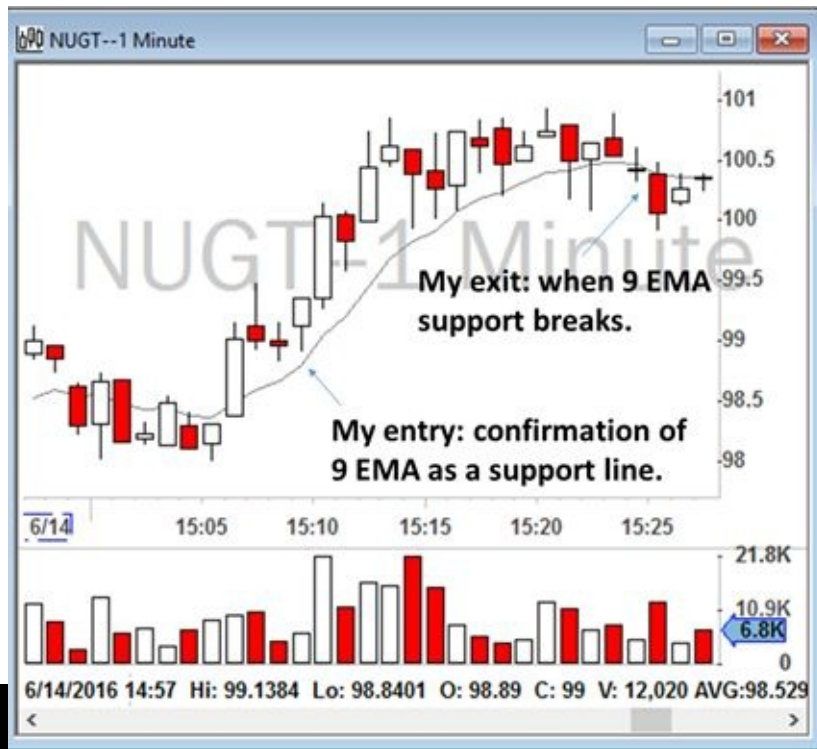 NUGT--1 Minute
101
100.5
100
NUGT--1 Minute
99.5
My exit: when 9 EMA
support breaks.
99
98.5
My entry: confirmation of
9 EMA as a support line.
98
6/14 15:05 15:10 15:15 15:20 15:25
21.8K
10.9K
6.8K
0
6/14/2016 14:57 Hi: 99.1384 Lo: 98.8401 O: 98.89 C: 99 V: 12,020 AVG:98.529